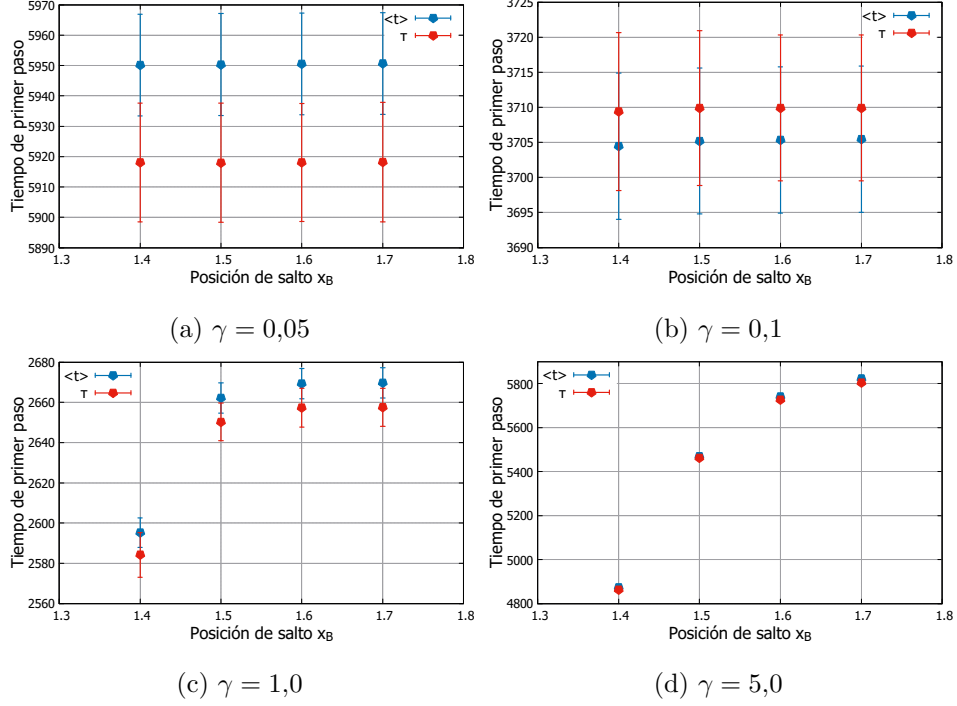 5970
5960
5950
5940
5930
5920
5910
5900
5890
1.3 1.4 1.5 1.6 1.7 1.8
Tiempo de primer paso
Posición de salto x_B
<t>
τ
(a) γ = 0,05
3725
3720
3715
3710
3705
3700
3695
3690
1.3 1.4 1.5 1.6 1.7 1.8
Tiempo de primer paso
Posición de salto x_B
<t>
τ
(b) γ = 0,1
2680
2660
2640
2620
2600
2580
2560
1.3 1.4 1.5 1.6 1.7 1.8
Tiempo de primer paso
Posición de salto x_B
<t>
τ
(c) γ = 1,0
5800
5600
5400
5200
5000
4800
1.3 1.4 1.5 1.6 1.7 1.8
Tiempo de primer paso
Posición de salto x_B
<t>
τ
(d) γ = 5,0